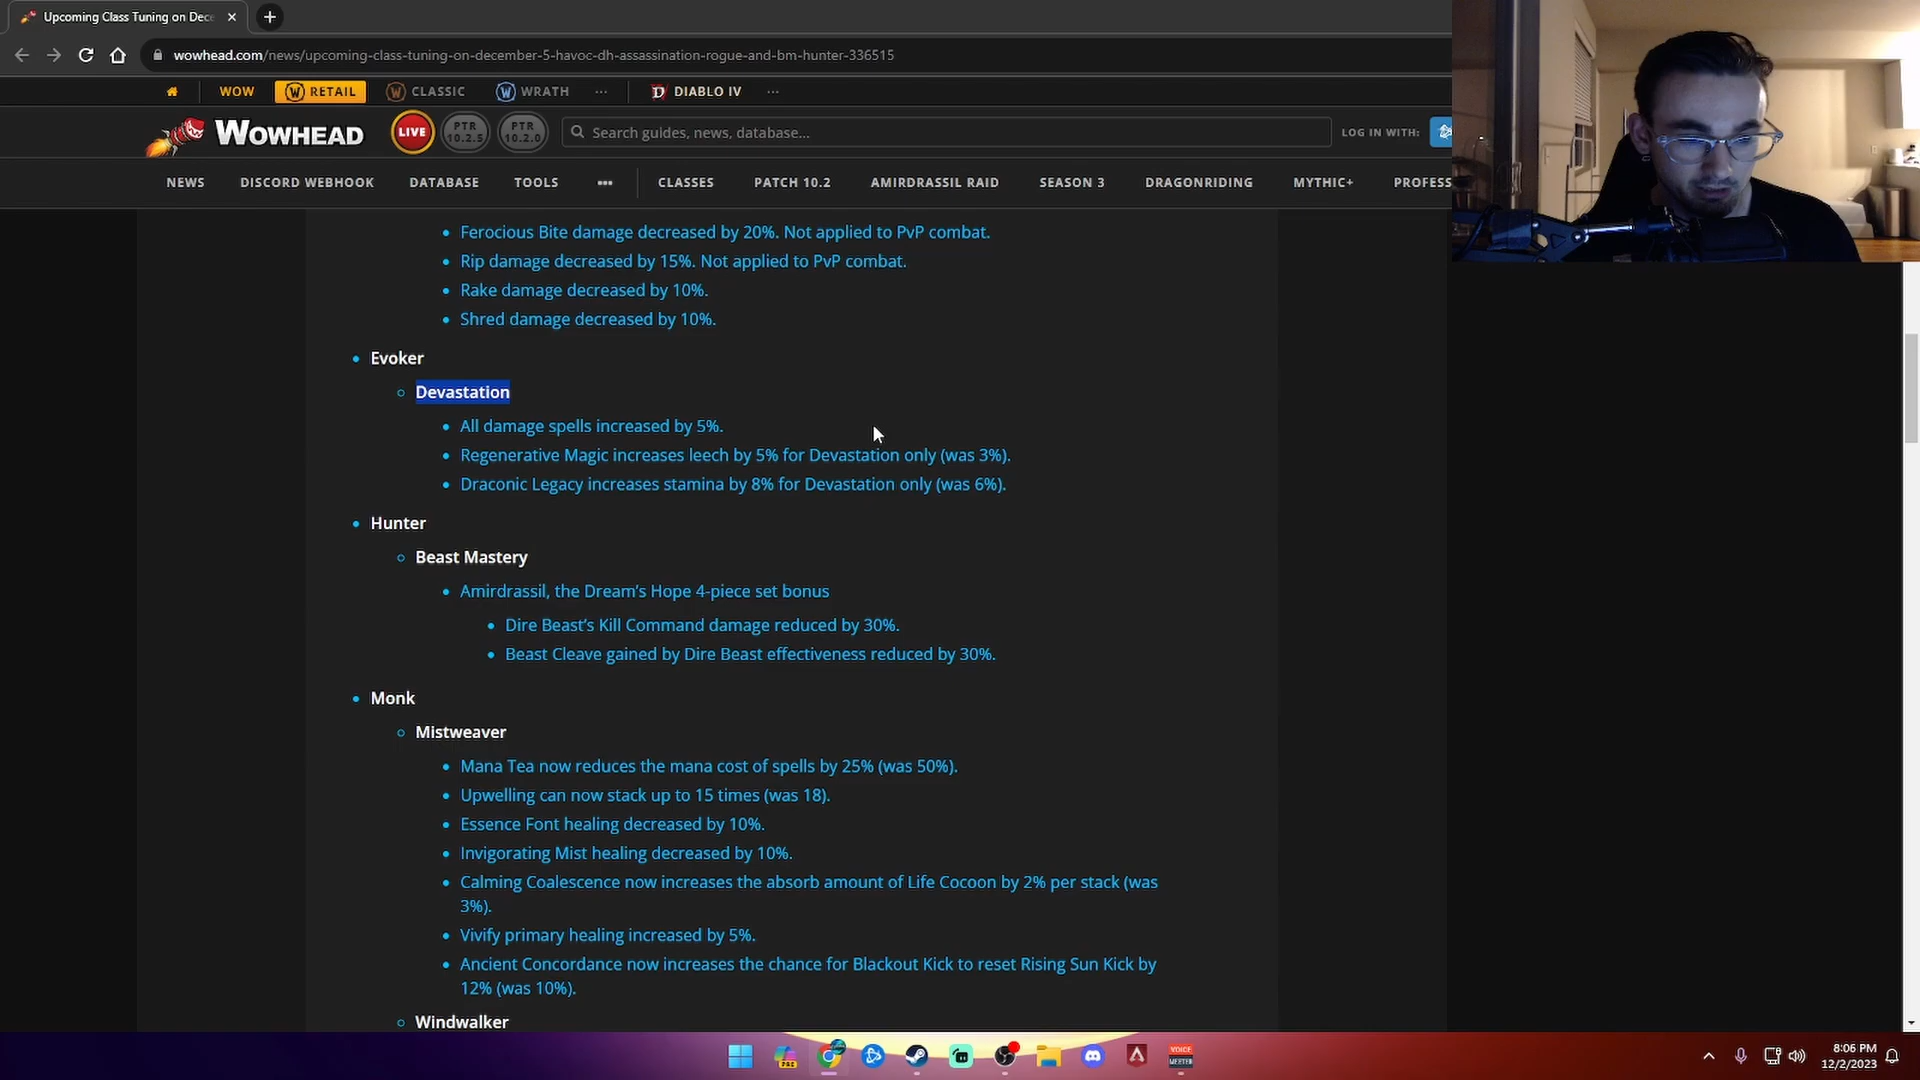 Upcoming Class Tuning on Dece
wowhead.com/news/upcoming-class-tuning-on-december-5-havoc-dh-assassination-rogue-and-bm-hunter-336515
WOW RETAIL CLASSIC WRATH ... DIABLO IV ...
WOWHEAD LIVE PTR 10.2.5 PTR 10.2.0 Search guides, news, database... LOG IN WITH:
NEWS DISCORD WEBHOOK DATABASE TOOLS ... CLASSES PATCH 10.2 AMIRDRASSIL RAID SEASON 3 DRAGONRIDING MYTHIC+ PROFESS
Ferocious Bite damage decreased by 20%. Not applied to PvP combat.
Rip damage decreased by 15%. Not applied to PvP combat.
Rake damage decreased by 10%.
Shred damage decreased by 10%.
Evoker
Devastation
All damage spells increased by 5%.
Regenerative Magic increases leech by 5% for Devastation only (was 3%).
Draconic Legacy increases stamina by 8% for Devastation only (was 6%).
Hunter
Beast Mastery
Amirdrassil, the Dream’s Hope 4-piece set bonus
Dire Beast’s Kill Command damage reduced by 30%.
Beast Cleave gained by Dire Beast effectiveness reduced by 30%.
Monk
Mistweaver
Mana Tea now reduces the mana cost of spells by 25% (was 50%).
Upwelling can now stack up to 15 times (was 18).
Essence Font healing decreased by 10%.
Invigorating Mist healing decreased by 10%.
Calming Coalescence now increases the absorb amount of Life Cocoon by 2% per stack (was
3%).
Vivify primary healing increased by 5%.
Ancient Concordance now increases the chance for Blackout Kick to reset Rising Sun Kick by
12% (was 10%).
Windwalker
VOICE MEETER
8:06 PM
12/2/2023